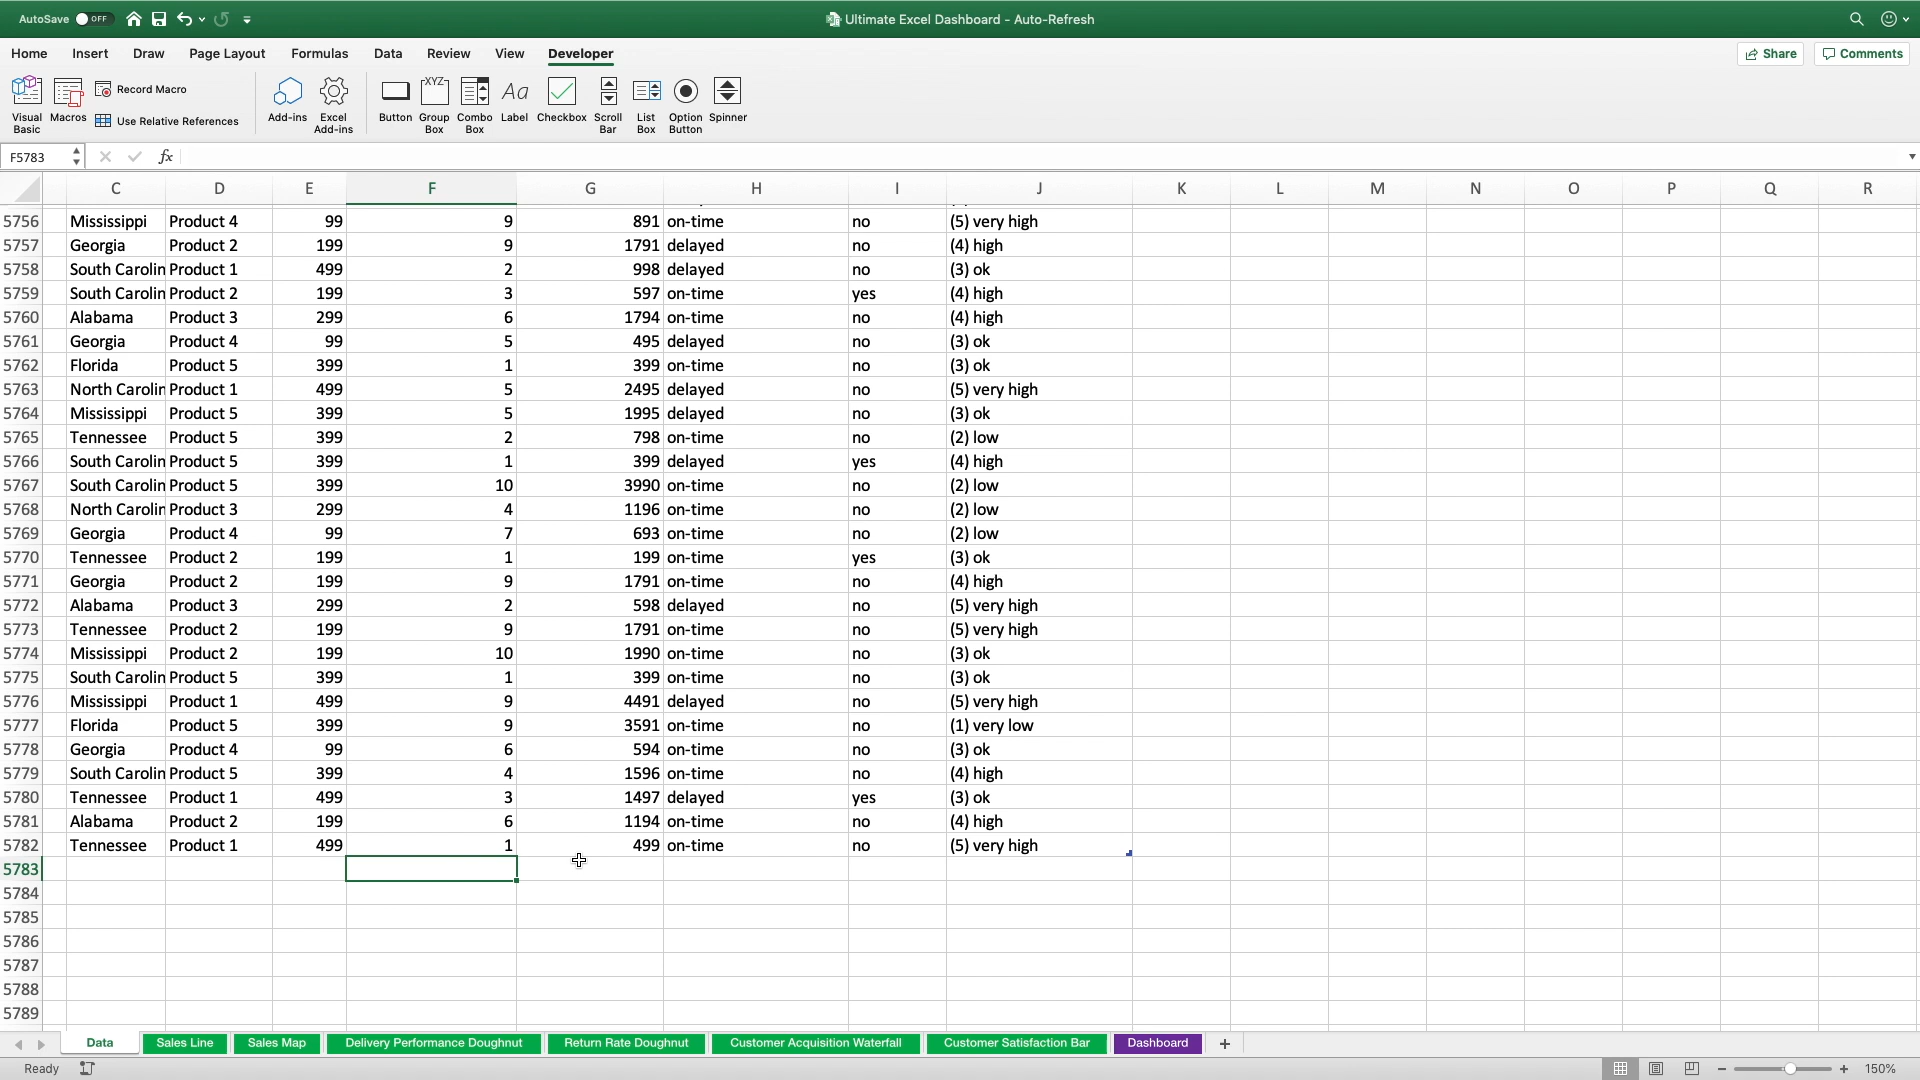 AutoSave OFF Ultimate Excel Dashboard - Auto-Refresh
Home Insert Draw Page Layout Formulas Data Review View Developer Share Comments
Visual Basic Macros Record Macro Use Relative References Add-ins Excel Add-ins Button XYZ Group Box Combo Box Aa Label Checkbox Scroll Bar List Box Option Button Spinner
F5783 fx
C D E F G H I J K L M N O P Q R
5756 Mississippi Product 4 99 9 891 on-time no (5) very high
5757 Georgia Product 2 199 9 1791 delayed no (4) high
5758 South Carolin Product 1 499 2 998 delayed no (3) ok
5759 South Carolin Product 2 199 3 597 on-time yes (4) high
5760 Alabama Product 3 299 6 1794 on-time no (4) high
5761 Georgia Product 4 99 5 495 delayed no (3) ok
5762 Florida Product 5 399 1 399 on-time no (3) ok
5763 North Carolin Product 1 499 5 2495 delayed no (5) very high
5764 Mississippi Product 5 399 5 1995 delayed no (3) ok
5765 Tennessee Product 5 399 2 798 on-time no (2) low
5766 South Carolin Product 5 399 1 399 delayed yes (4) high
5767 South Carolin Product 5 399 10 3990 on-time no (2) low
5768 North Carolin Product 3 299 4 1196 on-time no (2) low
5769 Georgia Product 4 99 7 693 on-time no (2) low
5770 Tennessee Product 2 199 1 199 on-time yes (3) ok
5771 Georgia Product 2 199 9 1791 on-time no (4) high
5772 Alabama Product 3 299 2 598 delayed no (5) very high
5773 Tennessee Product 2 199 9 1791 on-time no (5) very high
5774 Mississippi Product 2 199 10 1990 on-time no (3) ok
5775 South Carolin Product 5 399 1 399 on-time no (3) ok
5776 Mississippi Product 1 499 9 4491 delayed no (5) very high
5777 Florida Product 5 399 9 3591 on-time no (1) very low
5778 Georgia Product 4 99 6 594 on-time no (3) ok
5779 South Carolin Product 5 399 4 1596 on-time no (4) high
5780 Tennessee Product 1 499 3 1497 delayed yes (3) ok
5781 Alabama Product 2 199 6 1194 on-time no (4) high
5782 Tennessee Product 1 499 1 499 on-time no (5) very high
5783
5784
5785
5786
5787
5788
5789
Data Sales Line Sales Map Delivery Performance Doughnut Return Rate Doughnut Customer Acquisition Waterfall Customer Satisfaction Bar Dashboard +
Ready 150%